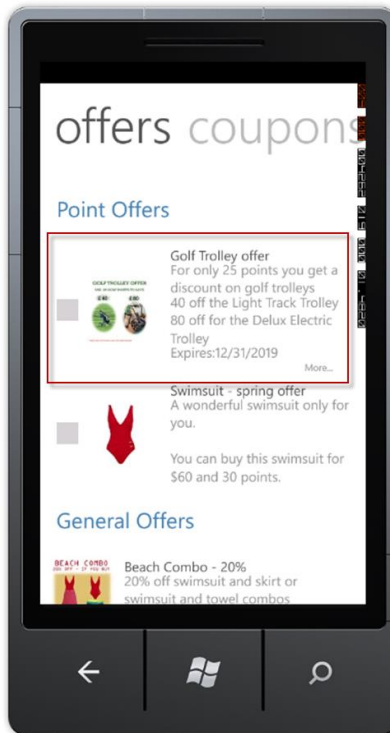 offers coupons
Point Offers
Golf Trolley offer
For only 25 points you get a
discount on golf trolleys
40 off the Light Track Trolley
80 off for the Delux Electric
Trolley
Expires:12/31/2019
More...
GOLF TROLLEY OFFER
Swimsuit - spring offer
A wonderful swimsuit only for
you.
You can buy this swimsuit for
$60 and 30 points.
General Offers
BEACH COMBO
Beach Combo - 20%
20% off swimsuit and skirt or
swimsuit and towel combos